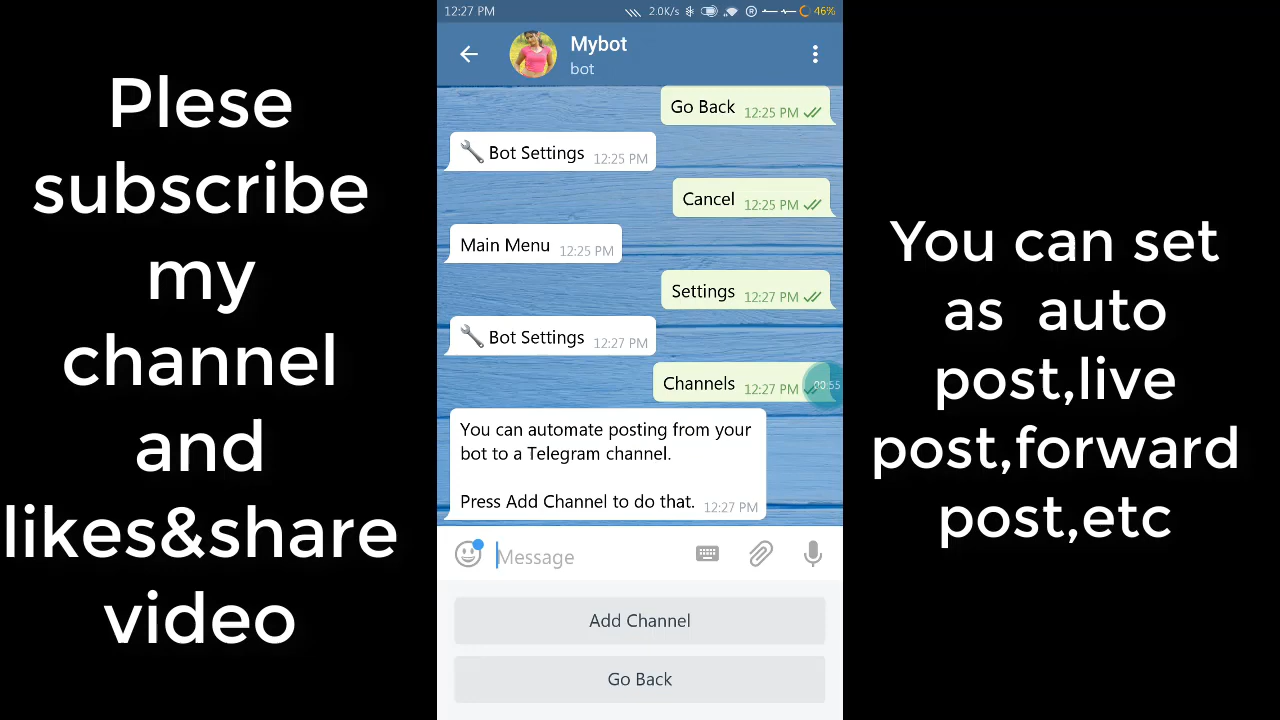 Plese
subscribe
my
channel
and
likes&share
video
12:27 PM
2.0K/s
46%
Mybot
bot
Go Back 12:25 PM
Bot Settings 12:25 PM
Cancel 12:25 PM
Main Menu 12:25 PM
Settings 12:27 PM
Bot Settings 12:27 PM
Channels 12:27 PM
00:55
You can automate posting from your
bot to a Telegram channel.
Press Add Channel to do that. 12:27 PM
Message
Add Channel
Go Back
You can set
as auto
post,live
post,forward
post,etc